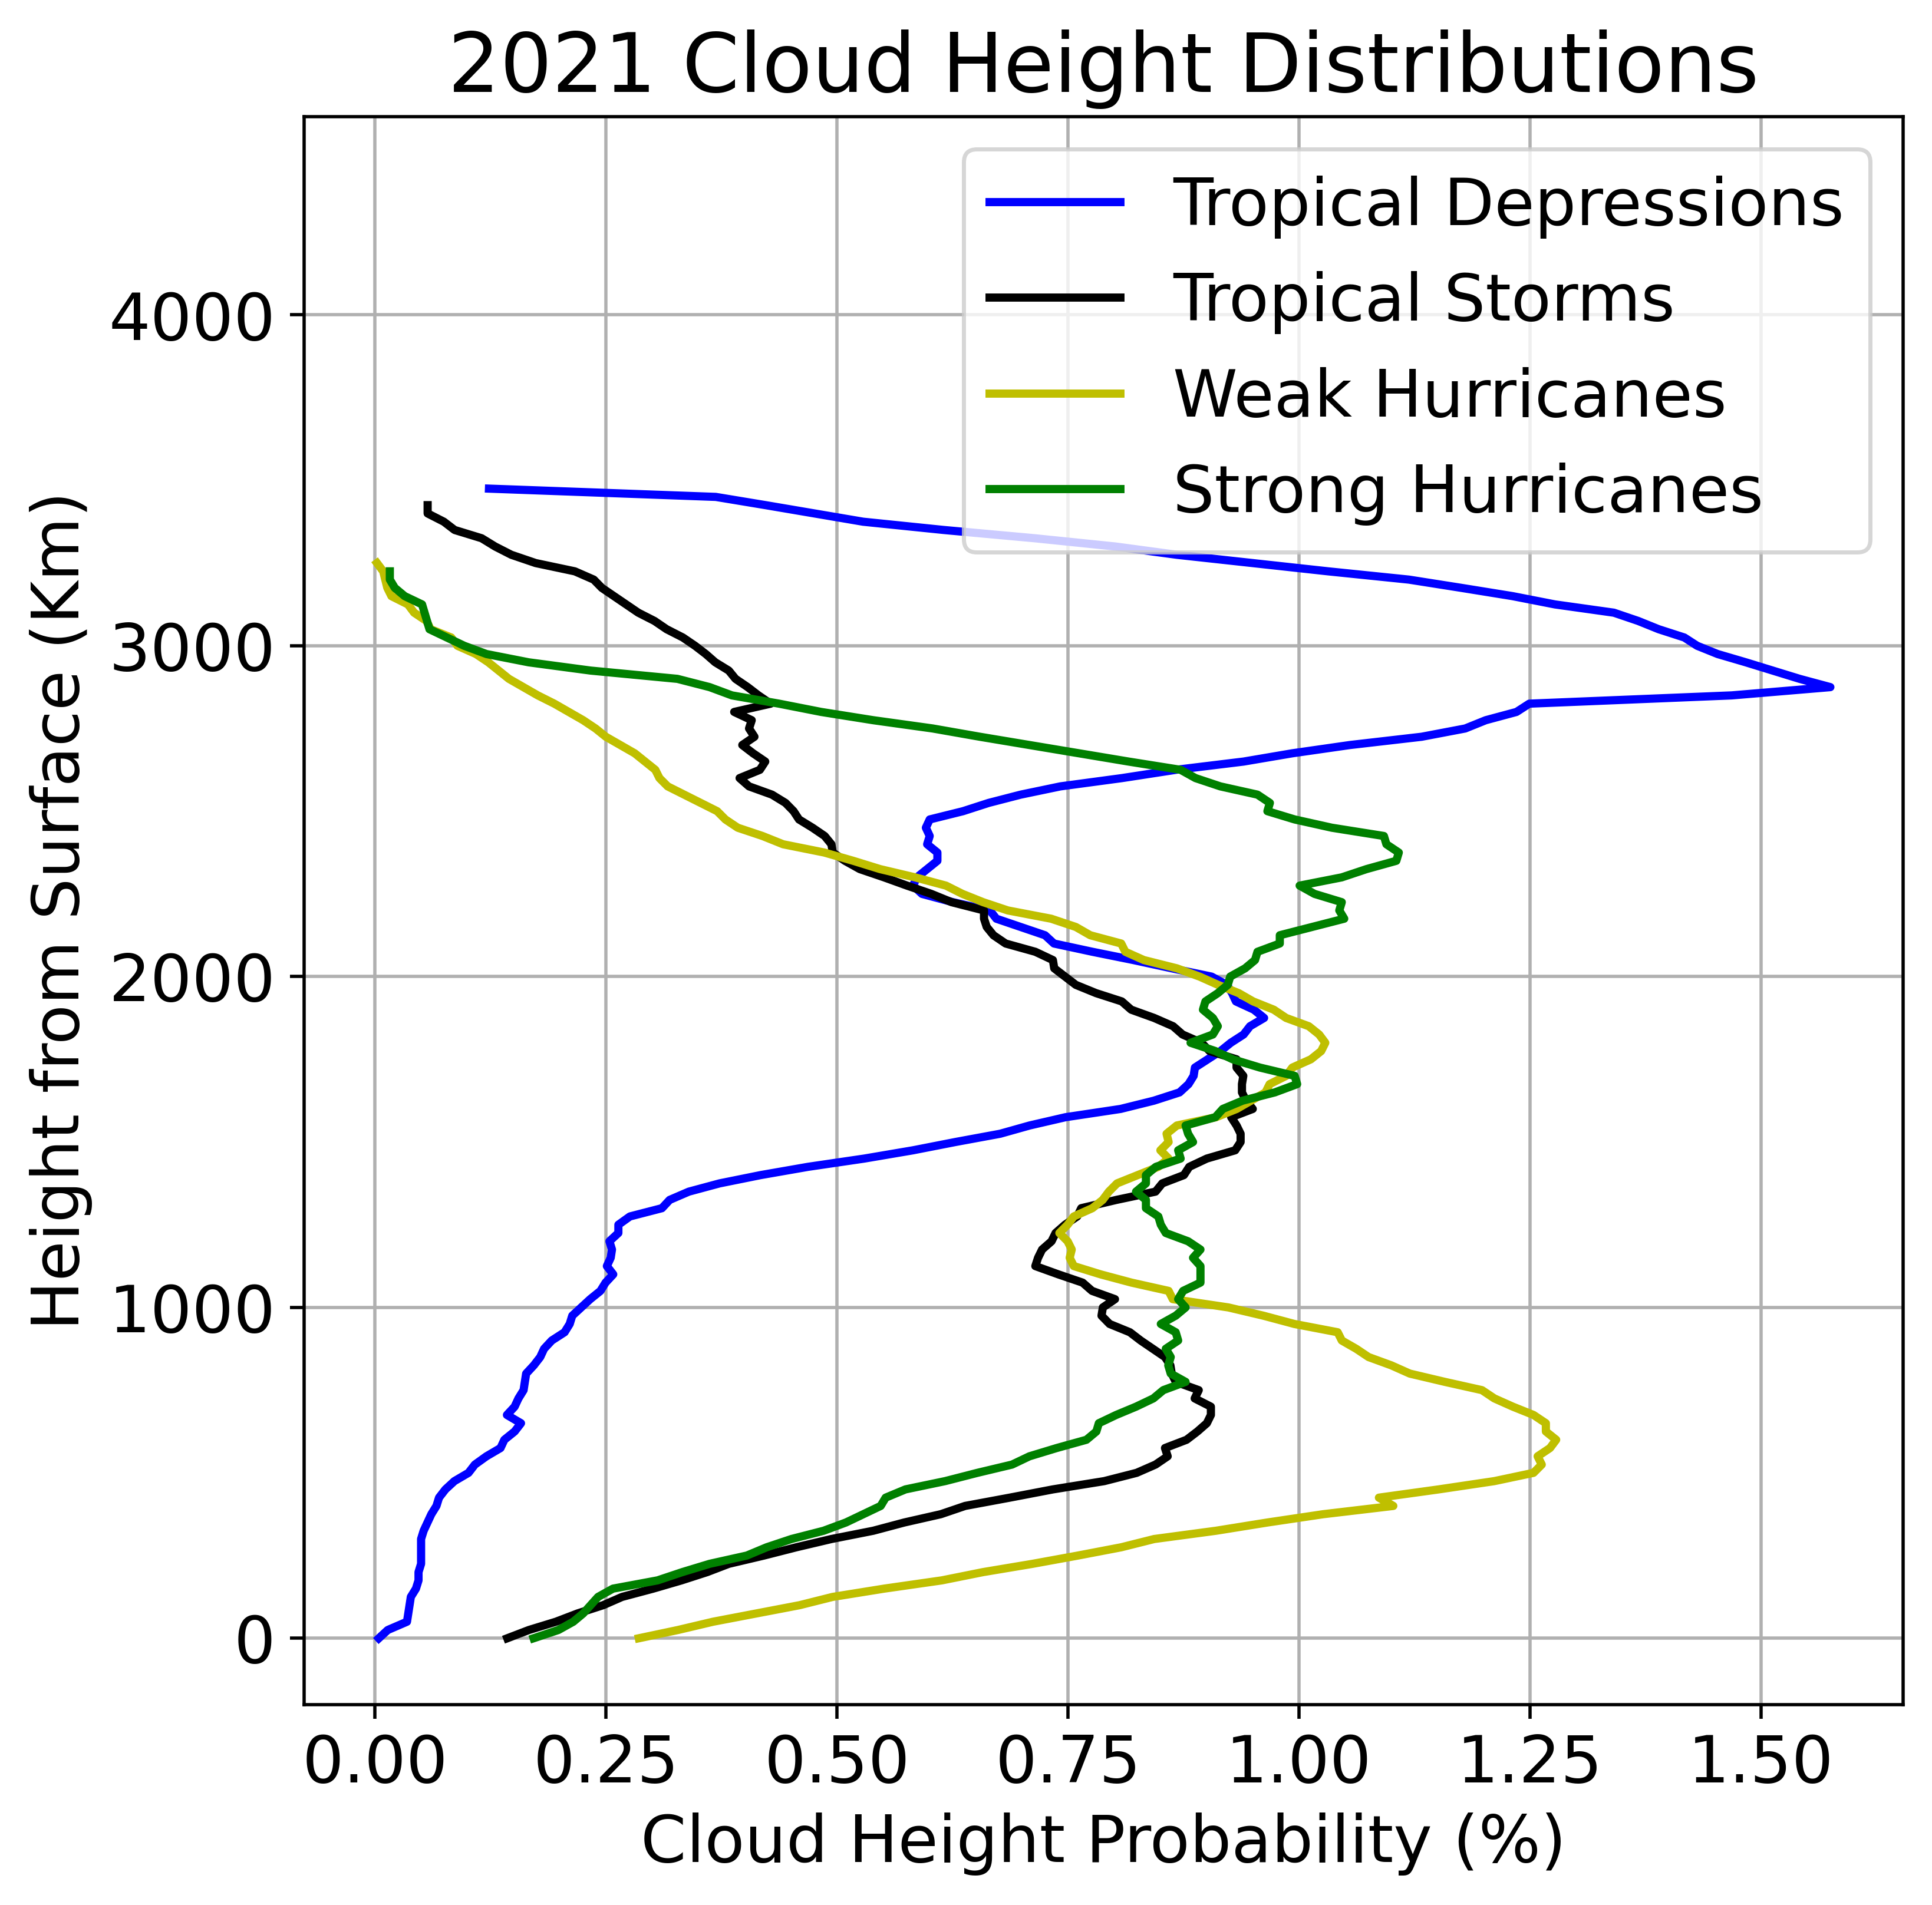 2021 Cloud Height Distributions
Tropical Depressions
Tropical Storms
Weak Hurricanes
Strong Hurricanes
Height from Surface (Km)
4000
3000
2000
1000
0
0.00 0.25 0.50 0.75 1.00 1.25 1.50
Cloud Height Probability (%)